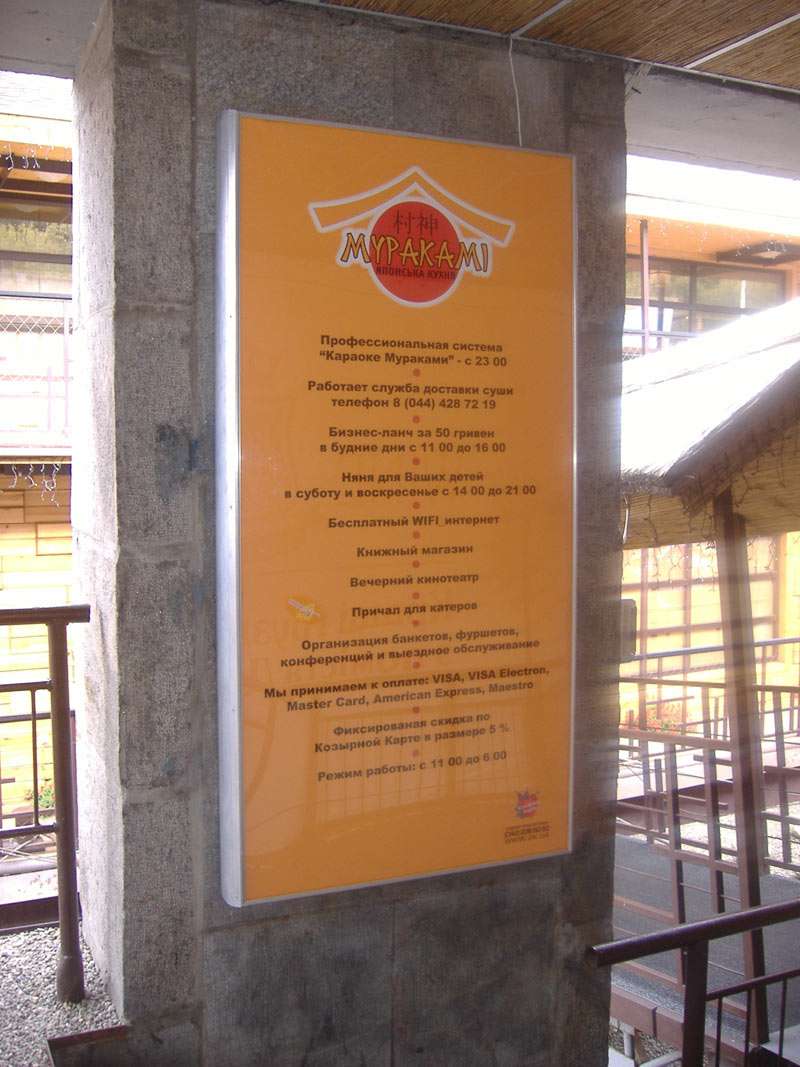 村神
МУРАКАМІ
ЯПОНСЬКА КУХНЯ
Профессиональная система
“Караоке Мураками” - с 23 00
Работает служба доставки суши
телефон 8 (044) 428 72 19
Бизнес-ланч за 50 гривен
в будние дни с 11 00 до 16 00
Няня для Ваших детей
в субботу и воскресенье с 14 00 до 21 00
Бесплатный WIFI интернет
Книжный магазин
Вечерний кинотеатр
Причал для катеров
Организация банкетов, фуршетов,
конференций и выездное обслуживание
Мы принимаем к оплате: VISA, VISA Electron,
Master Card, American Express, Maestro
Фиксированая скидка по
Козырной Карте в размере 5 %
Режим работы: с 11 00 до 6 00